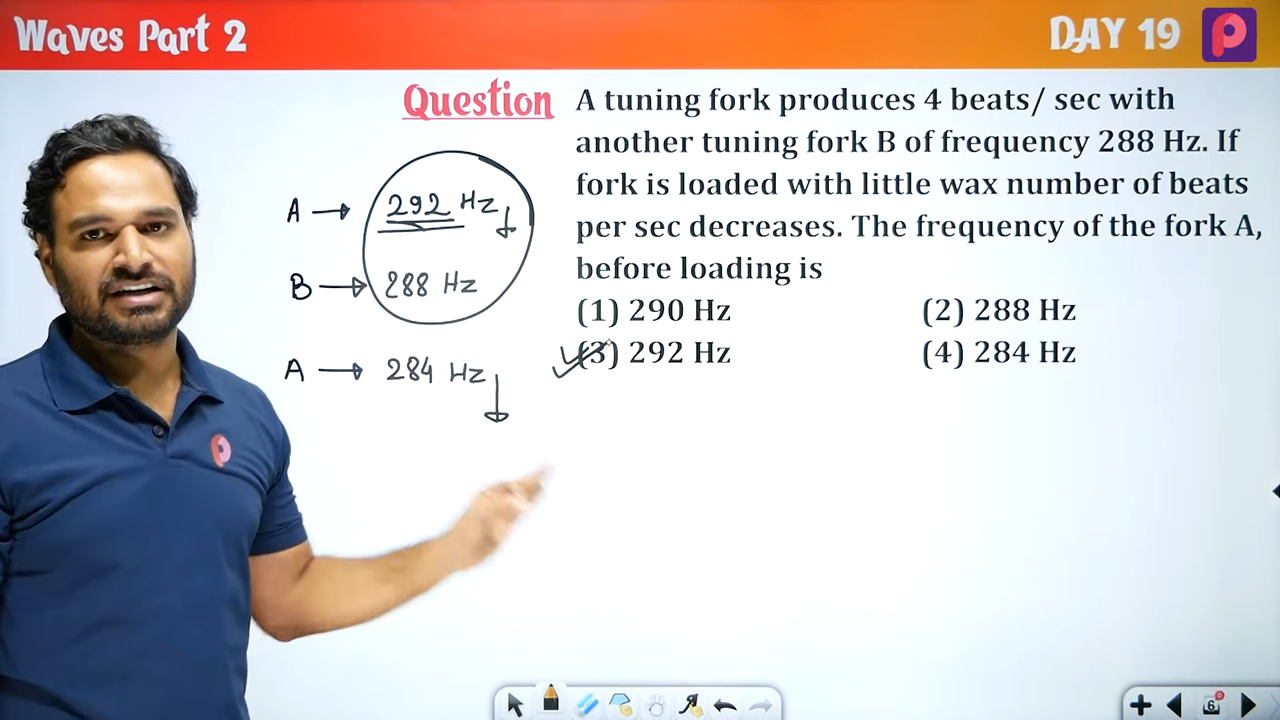 Waves Part 2
DAY 19
Question
A tuning fork produces 4 beats/ sec with
another tuning fork B of frequency 288 Hz. If
fork is loaded with little wax number of beats
per sec decreases. The frequency of the fork A,
before loading is
(1) 290 Hz
(2) 288 Hz
(3) 292 Hz
(4) 284 Hz
A → 292 Hz ↓
B → 288 Hz
A → 284 Hz ↓
6